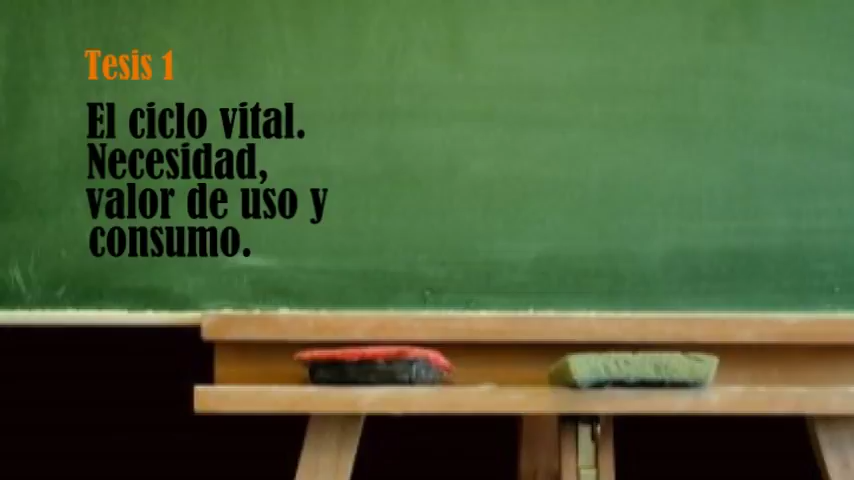 Tesis 1
El ciclo vital.
Necesidad,
valor de uso y
consumo.